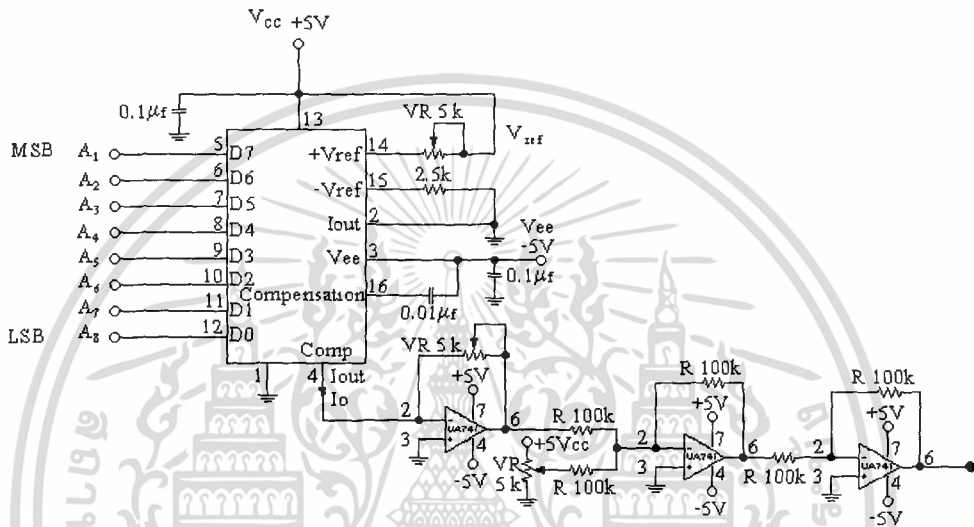 Vcc +5V
0.1μf
13
VR 5 k
Vref
MSB A1 5 D7
A2 6 D6
A3 7 D5
A4 8 D4
A5 9 D3
A6 10 D2
A7 11 D1
LSB A8 12 D0
+Vref 14
-Vref 15
2.5k
Iout 2
Vee 3
Vee
-5V
0.1μf
Compensation 16
0.01μf
Comp
1
4 Iout
Io
VR 5k
+5V
2
7
UA741
6
3
4
-5V
R 100k
+5Vcc
VR
5 k
R 100k
R 100k
+5V
2
7
UA741
6
3
4
-5V
R 100k
R 100k
+5V
2
7
UA741
6
3
4
-5V